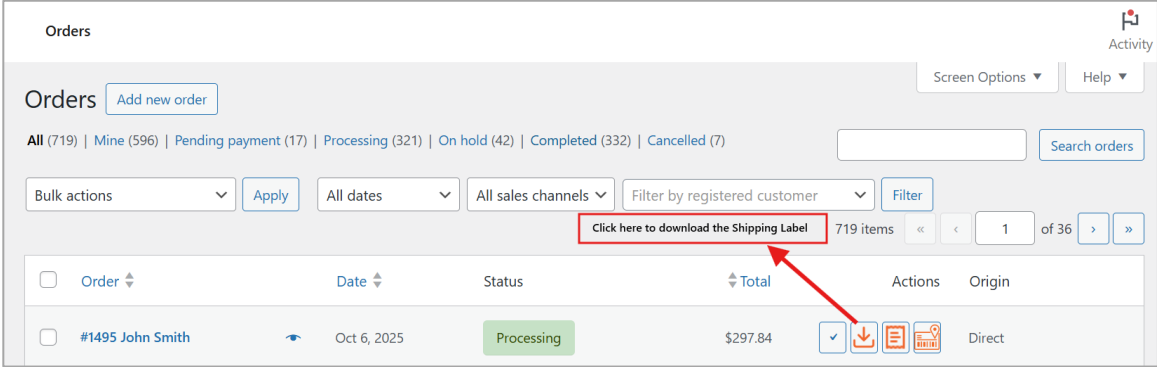 Orders
Activity
Screen Options ▼
Help ▼
Orders
Add new order
All (719) | Mine (596) | Pending payment (17) | Processing (321) | On hold (42) | Completed (332) | Cancelled (7)
Search orders
Bulk actions
Apply
All dates
All sales channels
Filter by registered customer
Filter
Click here to download the Shipping Label
719 items « ‹ 1 of 36 › »
Order Date Status Total Actions Origin
#1495 John Smith Oct 6, 2025 Processing $297.84 Direct